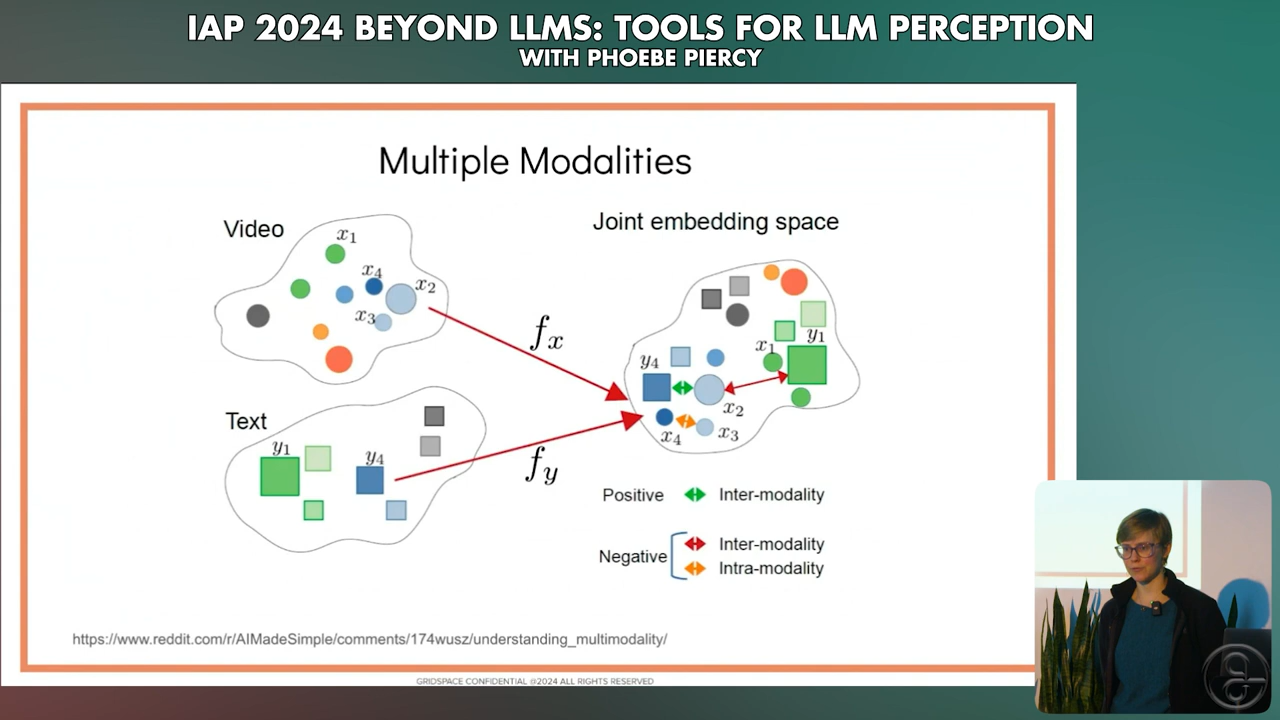 IAP 2024 BEYOND LLMS: TOOLS FOR LLM PERCEPTION
WITH PHOEBE PIERCY
Multiple Modalities
Video
x1
x4
x2
x3
Text
y1
y4
fx
fy
Joint embedding space
y1
x1
y4
x2
x4
x3
Positive
Inter-modality
Negative
Inter-modality
Intra-modality
https://www.reddit.com/r/AIMadeSimple/comments/174wusz/understanding_multimodality/
GRIDSPACE CONFIDENTIAL @2024 ALL RIGHTS RESERVED